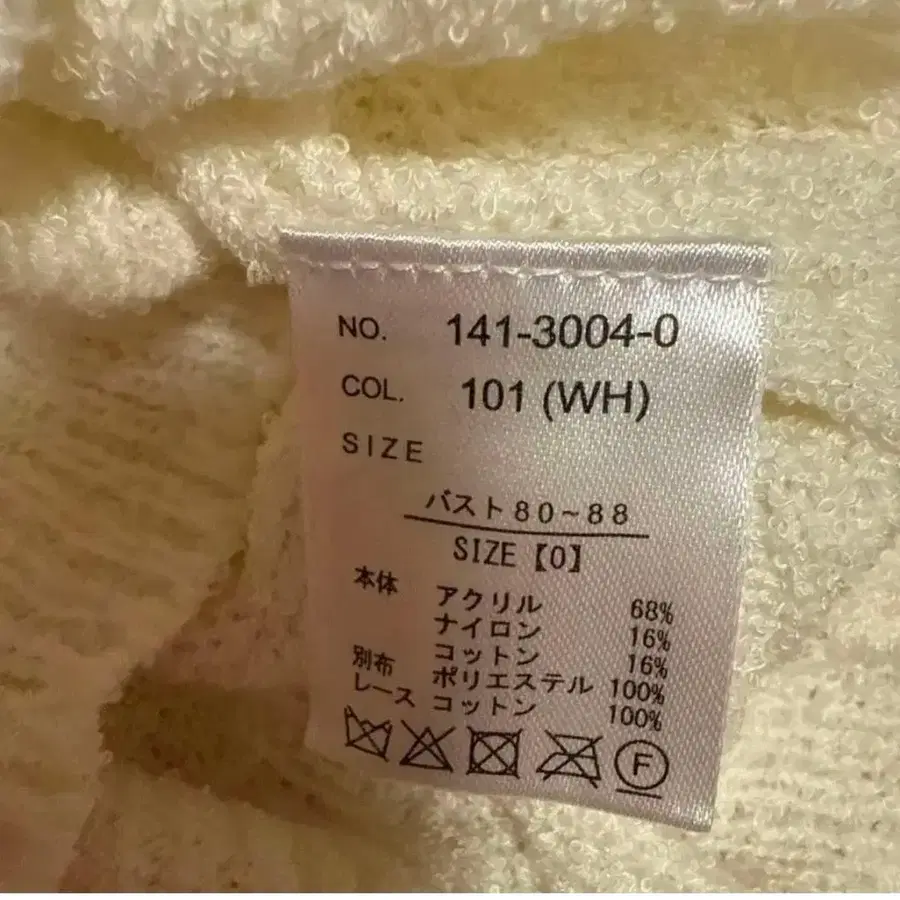 NO. 141-3004-0
COL. 101 (WH)
SIZE
バスト80~88
SIZE【0】
本体 アクリル 68%
ナイロン 16%
コットン 16%
別布 ポリエステル 100%
レース コットン 100%
F